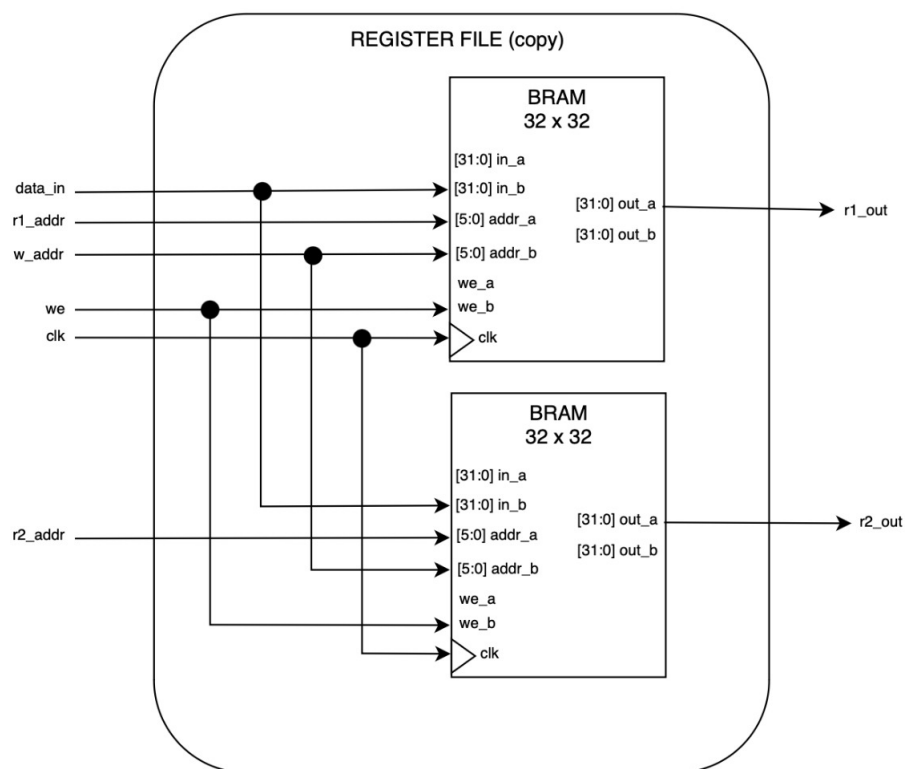 REGISTER FILE (copy)
BRAM
32 x 32
[31:0] in_a
data_in
[31:0] in_b
r1_addr
[5:0] addr_a
[31:0] out_a
r1_out
w_addr
[5:0] addr_b
[31:0] out_b
we_a
we
we_b
clk
clk
BRAM
32 x 32
[31:0] in_a
[31:0] in_b
r2_addr
[5:0] addr_a
[31:0] out_a
r2_out
[5:0] addr_b
[31:0] out_b
we_a
we_b
clk